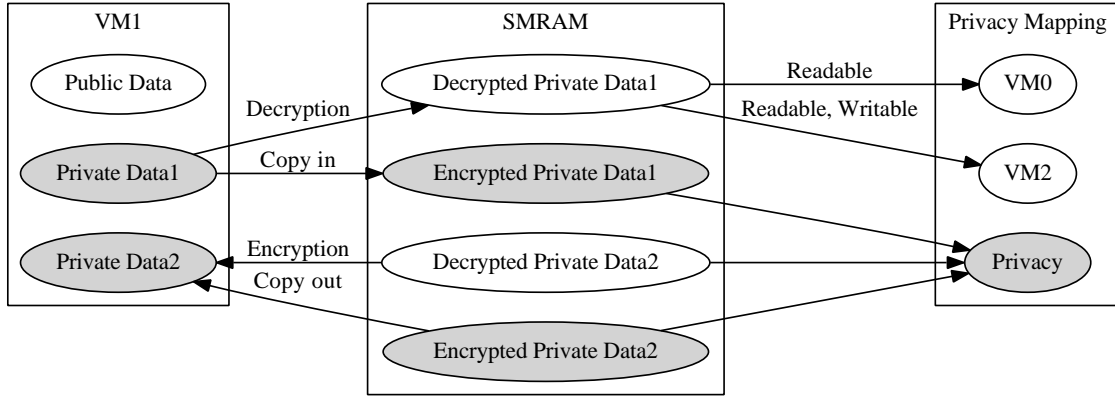 VM1
SMRAM
Privacy Mapping
Public Data
Decrypted Private Data1
Readable
VM0
Decryption
Readable, Writable
Private Data1
Copy in
Encrypted Private Data1
VM2
Private Data2
Encryption
Decrypted Private Data2
Privacy
Copy out
Encrypted Private Data2